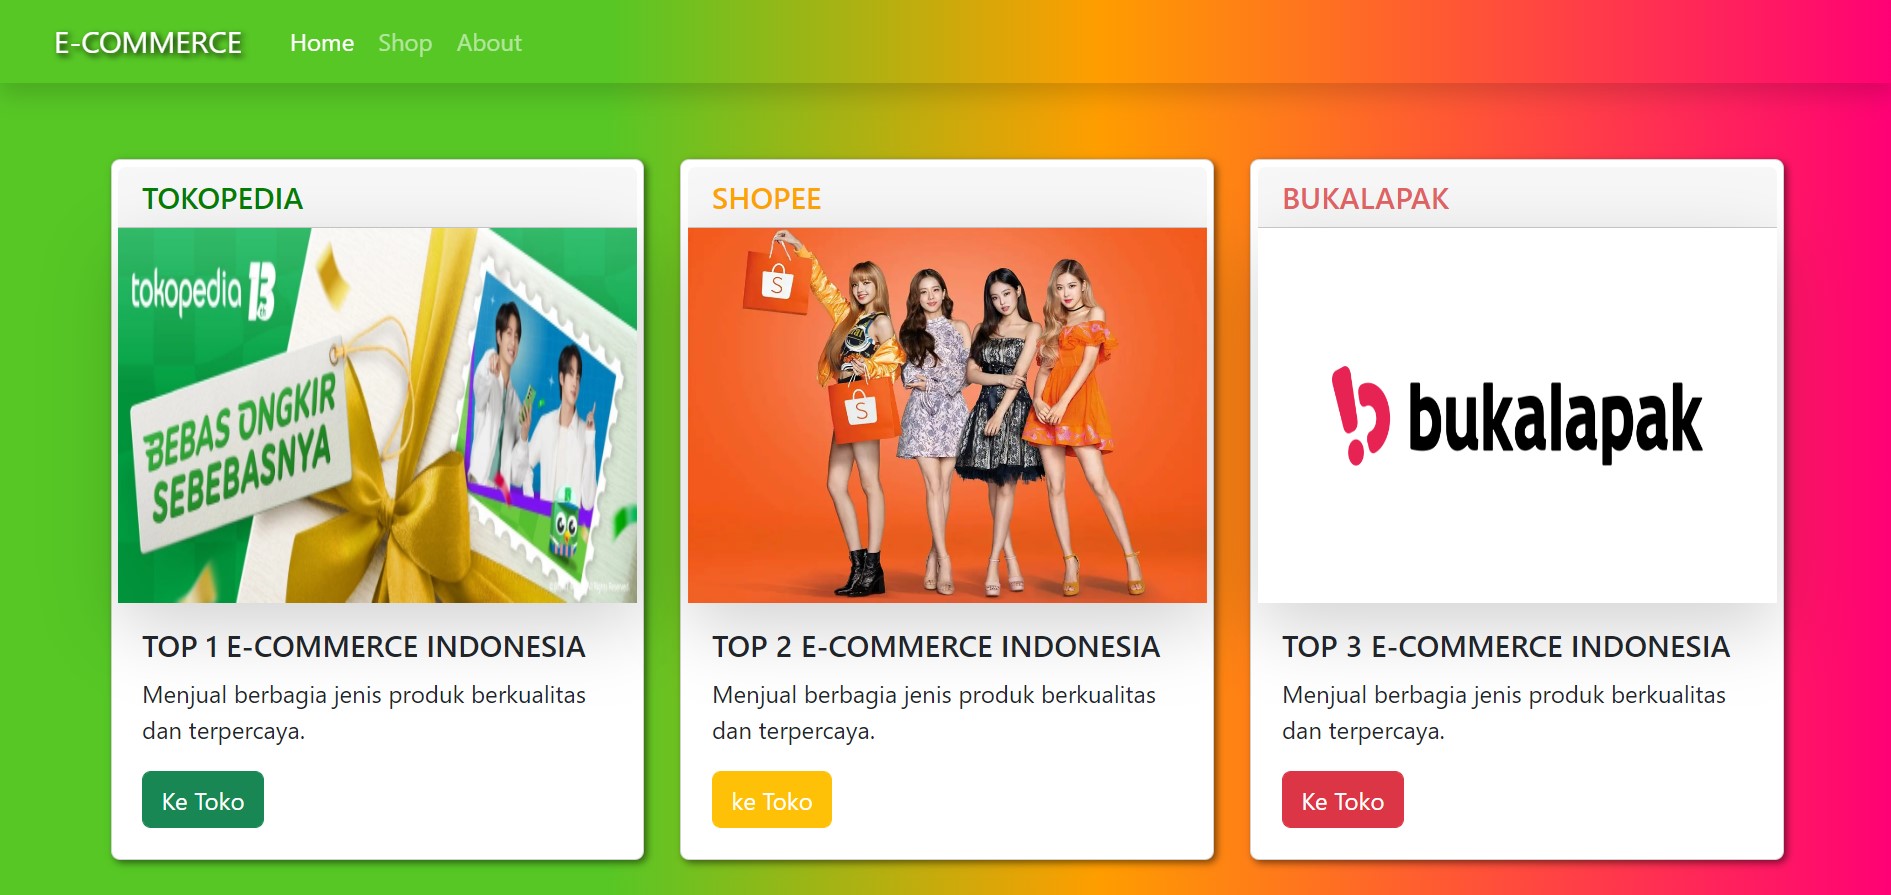 E-COMMERCE Home Shop About
TOKOPEDIA
tokopedia 13th
BEBAS ONGKIR
SEBEBASNYA
TOP 1 E-COMMERCE INDONESIA
Menjual berbagia jenis produk berkualitas
dan terpercaya.
Ke Toko
SHOPEE
S
S
TOP 2 E-COMMERCE INDONESIA
Menjual berbagia jenis produk berkualitas
dan terpercaya.
ke Toko
BUKALAPAK
bukalapak
TOP 3 E-COMMERCE INDONESIA
Menjual berbagia jenis produk berkualitas
dan terpercaya.
Ke Toko